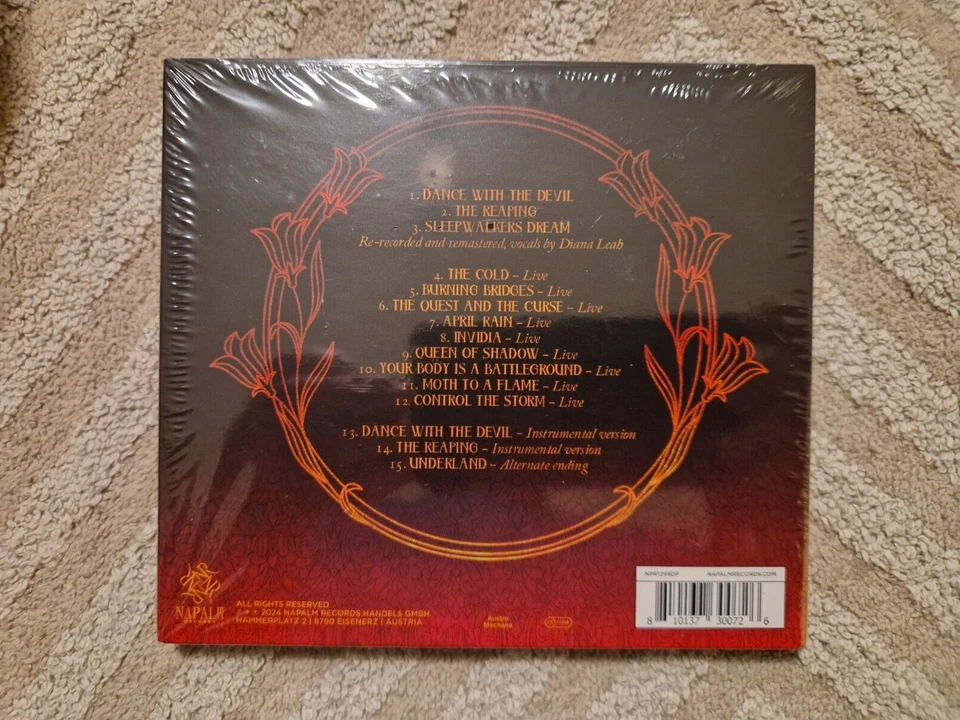 1. DANCE WITH THE DEVIL
2. THE REAPING
3. SLEEPWALKERS DREAM
Re-recorded and remastered, vocals by Diana Leah
4. THE COLD – Live
5. BURNING BRIDGES – Live
6. THE QUEST AND THE CURSE – Live
7. APRIL RAIN – Live
8. INVIDIA – Live
9. QUEEN OF SHADOW – Live
10. YOUR BODY IS A BATTLEGROUND – Live
11. MOTH TO A FLAME – Live
12. CONTROL THE STORM – Live
13. DANCE WITH THE DEVIL – Instrumental version
14. THE REAPING – Instrumental version
15. UNDERLAND – Alternate ending
NAPALM
ALL RIGHTS RESERVED
2024 NAPALM RECORDS HANDELS GMBH
HAMMERPLATZ 2 | 8790 EISENERZ | AUSTRIA
Austro
Mechana
NAPALMRECORDS.COM
8 10137 30072 6